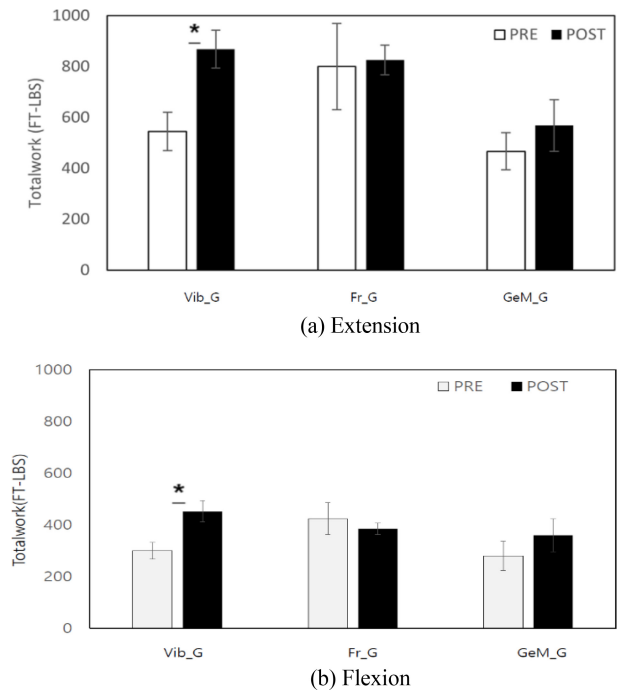 1000
800
600
400
200
0
Totalwork (FT-LBS)
*
PRE POST
Vib_G Fr_G GeM_G
(a) Extension
1000
800
600
400
200
0
Totalwork(FT-LBS)
*
PRE POST
Vib_G Fr_G GeM_G
(b) Flexion